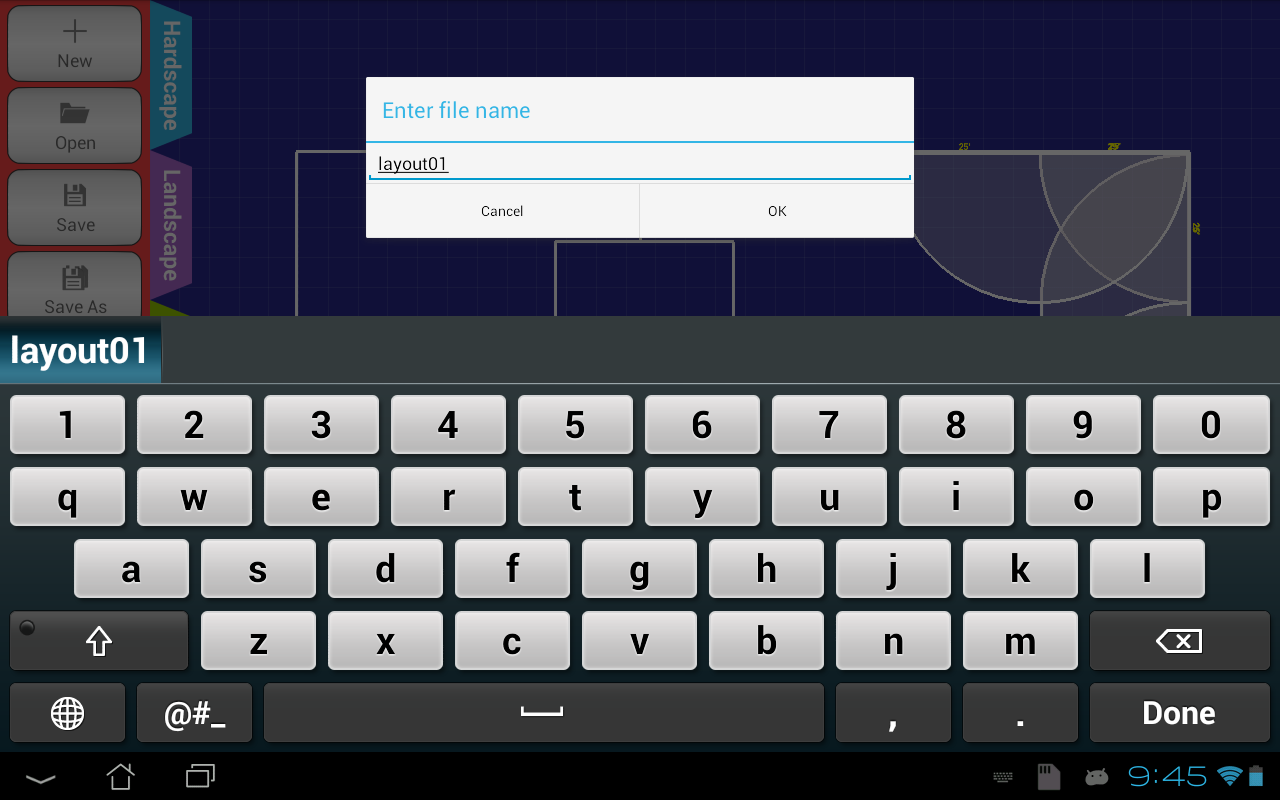 New
Open
Save
Save As
Hardscape
Landscape
Enter file name
layout01
Cancel
OK
25'
25'
25'
layout01
1 2 3 4 5 6 7 8 9 0
q w e r t y u i o p
a s d f g h j k l
z x c v b n m
@#_ , . Done
9:45